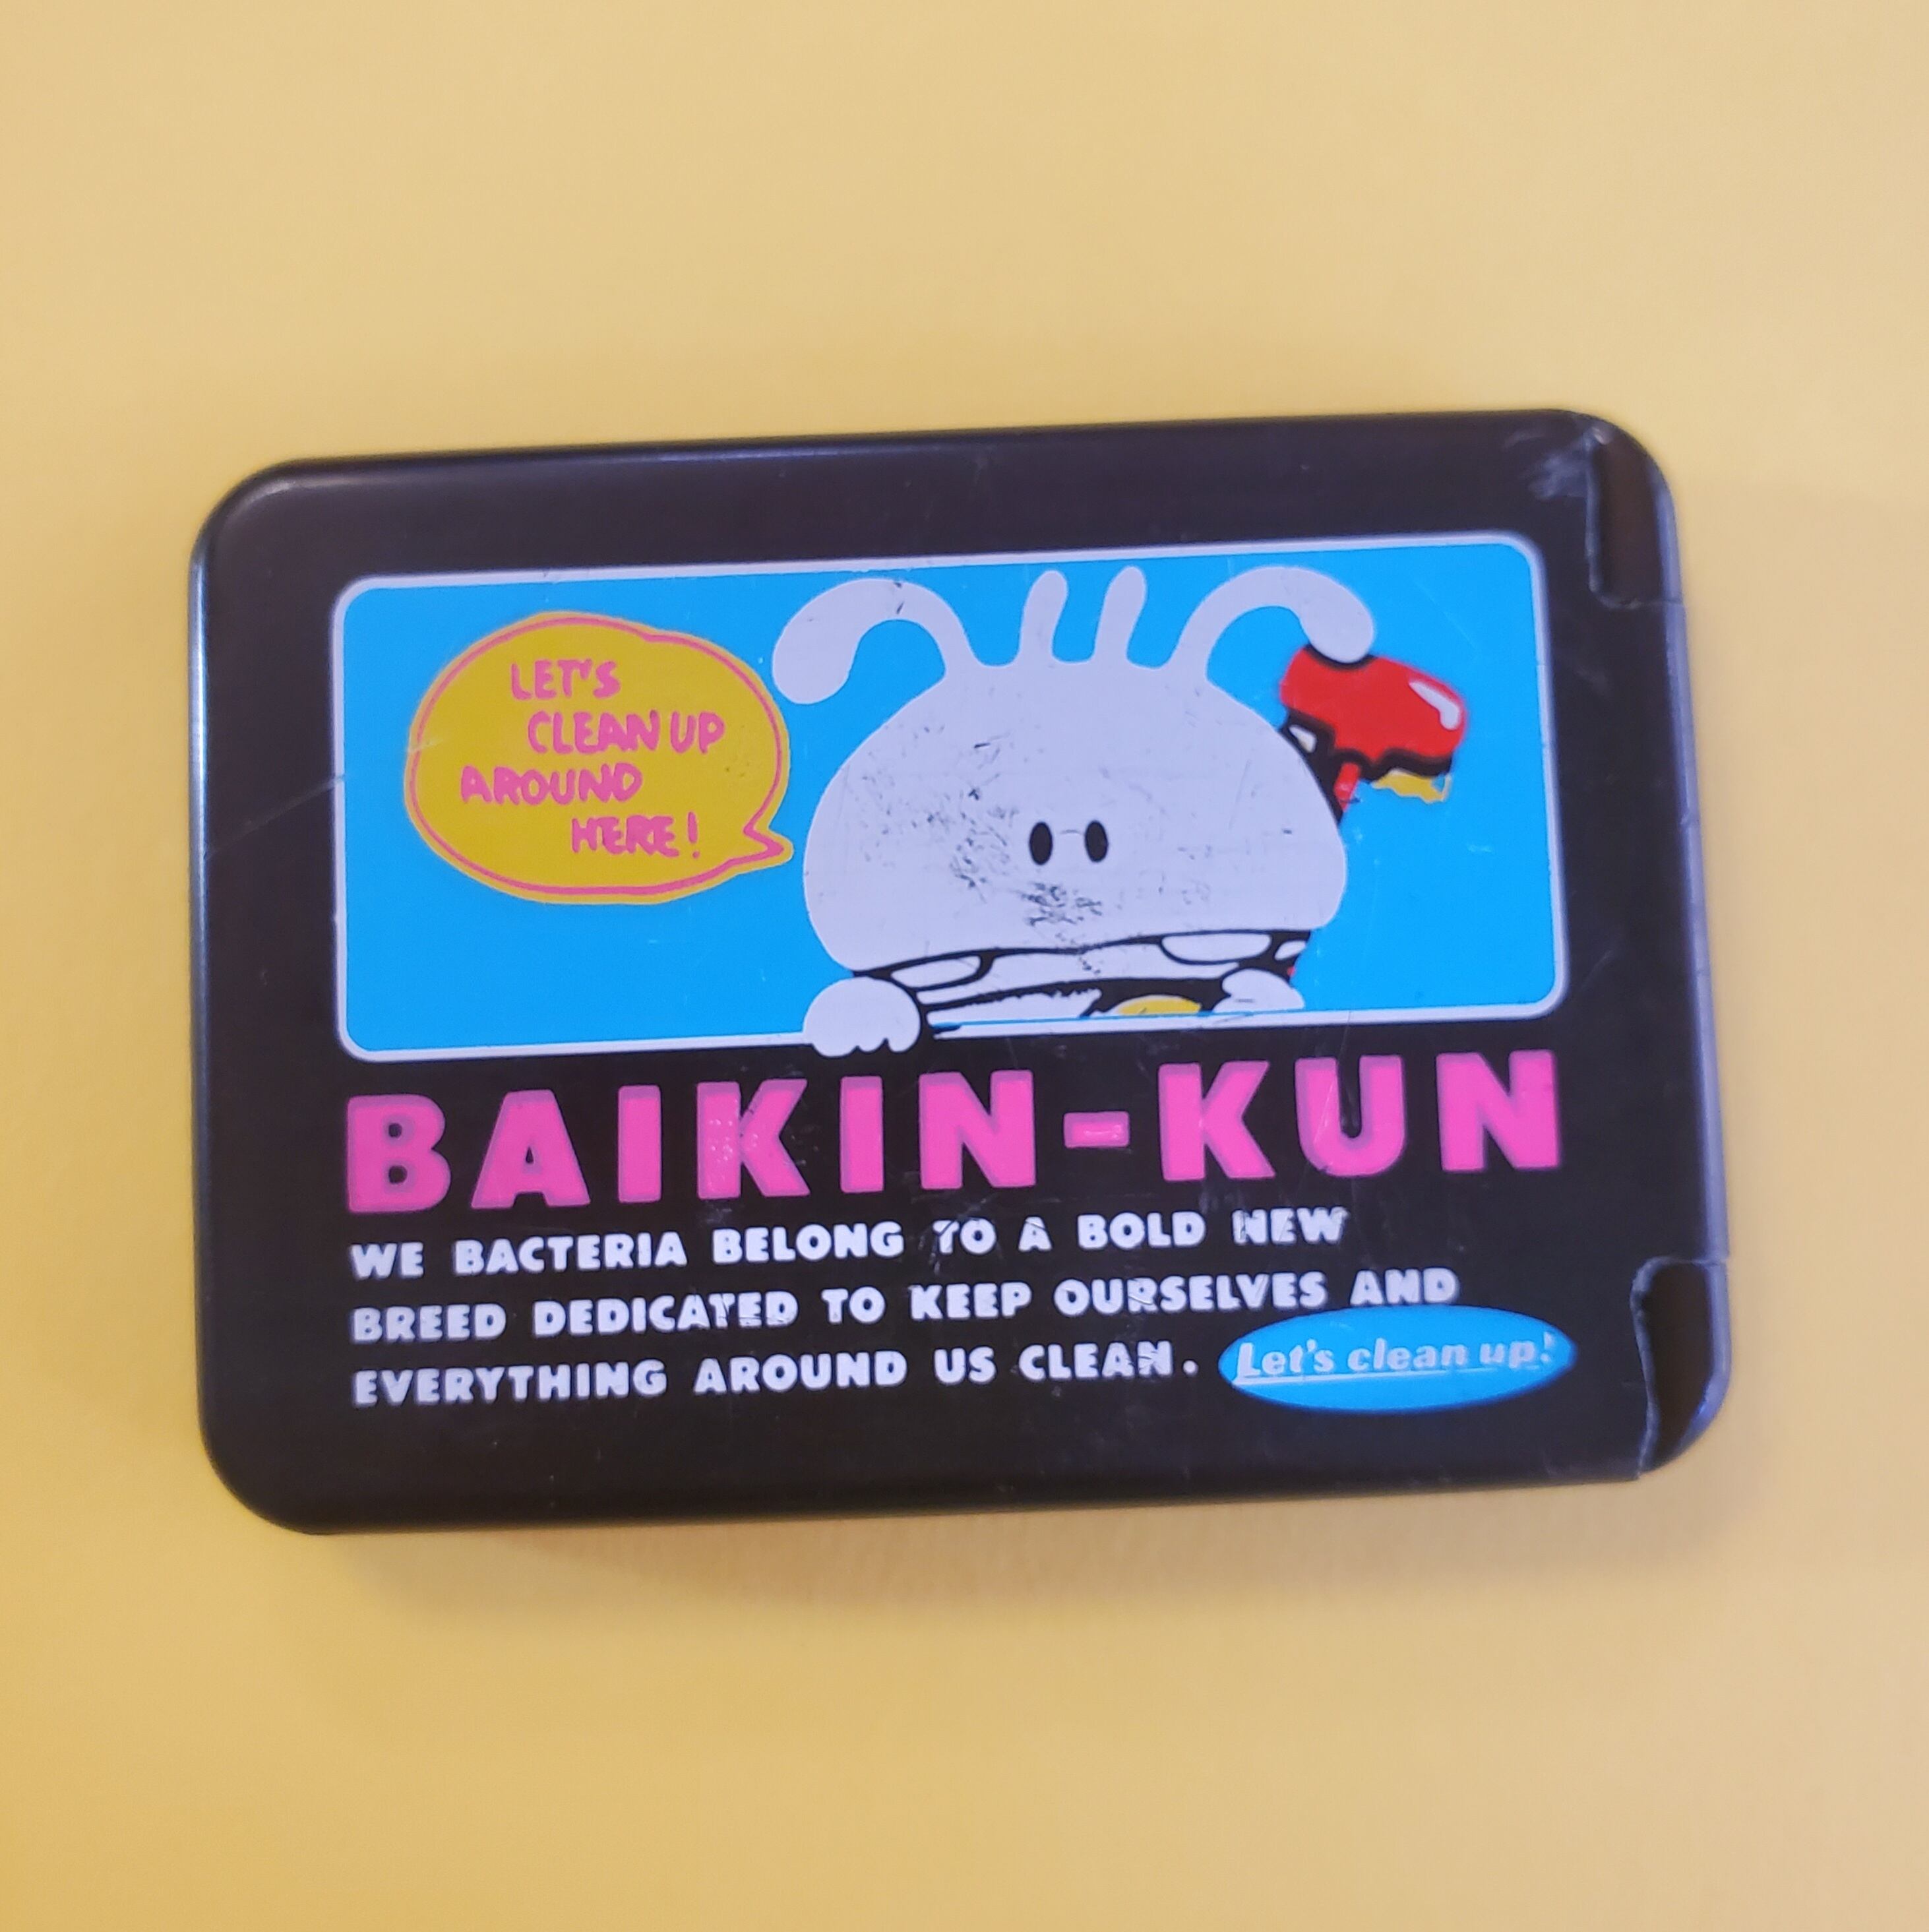 LET'S
CLEAN UP
AROUND
HERE!
BAIKIN-KUN
WE BACTERIA BELONG TO A BOLD NEW
BREED DEDICATED TO KEEP OURSELVES AND
EVERYTHING AROUND US CLEAN.
Let's clean up!